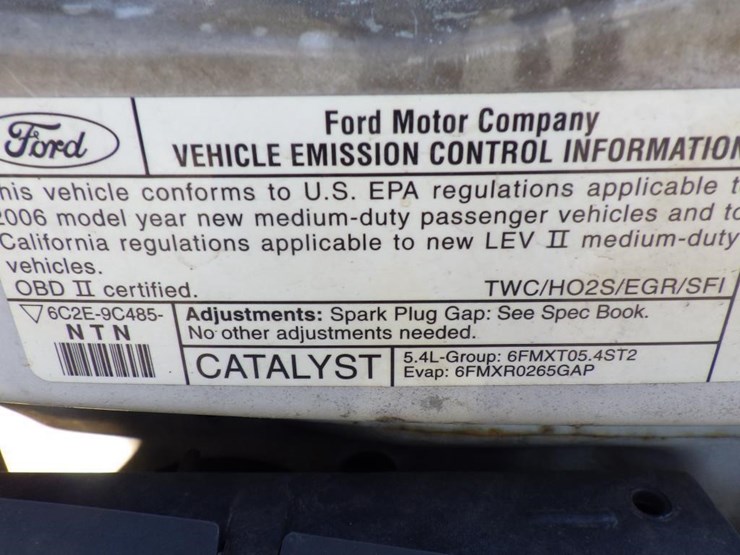 Ford
Ford Motor Company
VEHICLE EMISSION CONTROL INFORMATION
his vehicle conforms to U.S. EPA regulations applicable t
2006 model year new medium-duty passenger vehicles and to
California regulations applicable to new LEV II medium-duty
vehicles.
OBD II certified.
TWC/HO2S/EGR/SFI
6C2E-9C485-
NTN
Adjustments: Spark Plug Gap: See Spec Book.
No other adjustments needed.
CATALYST
5.4L-Group: 6FMXT05.4ST2
Evap: 6FMXR0265GAP